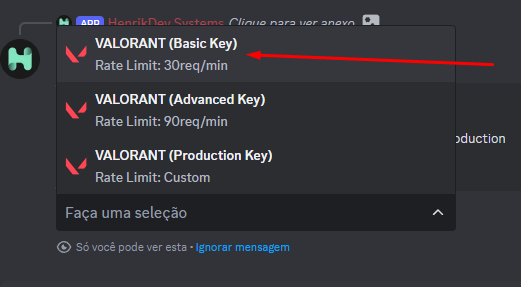 APP HenrikDev Systems Clique para ver anexo
VALORANT (Basic Key)
Rate Limit: 30req/min
VALORANT (Advanced Key)
Rate Limit: 90req/min
oduction
VALORANT (Production Key)
Rate Limit: Custom
Faça uma seleção
Só você pode ver esta • Ignorar mensagem